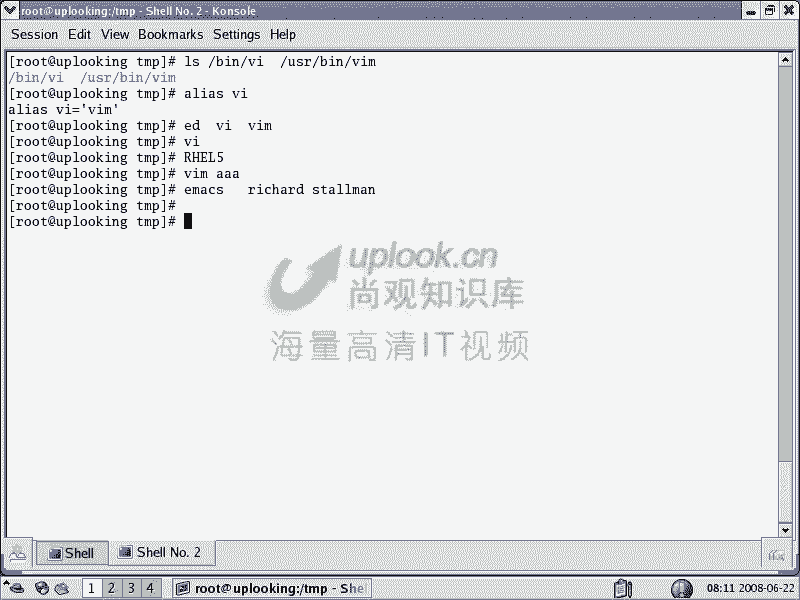 root@uplooking:/tmp - Shell No. 2 - Konsole
Session Edit View Bookmarks Settings Help
[root@uplooking tmp]# ls /bin/vi  /usr/bin/vim
/bin/vi  /usr/bin/vim
[root@uplooking tmp]# alias vi
alias vi='vim'
[root@uplooking tmp]# ed  vi  vim
[root@uplooking tmp]# vi
[root@uplooking tmp]# RHEL5
[root@uplooking tmp]# vim aaa
[root@uplooking tmp]# emacs   richard stallman
[root@uplooking tmp]#
[root@uplooking tmp]#
uplook.cn
尚观知识库
海量高清IT视频
Shell Shell No. 2
1 2 3 4 root@uplooking:/tmp - She 08:11 2008-06-22